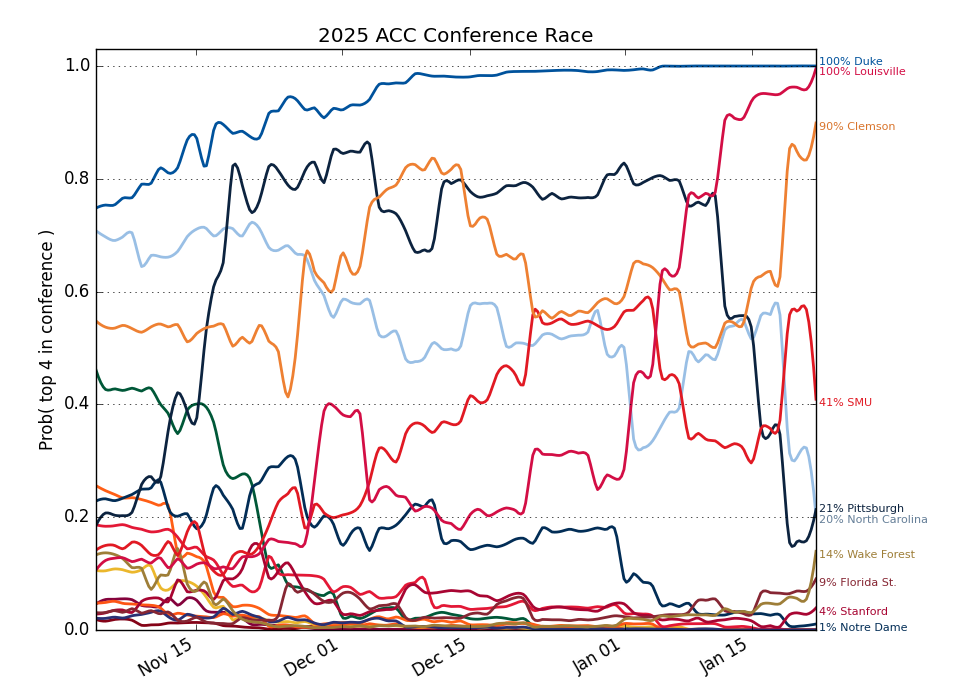 2025 ACC Conference Race
Prob( top 4 in conference )
1.0
0.8
0.6
0.4
0.2
0.0
Nov 15
Dec 01
Dec 15
Jan 01
Jan 15
100% Duke
100% Louisville
90% Clemson
41% SMU
21% Pittsburgh
20% North Carolina
14% Wake Forest
9% Florida St.
4% Stanford
1% Notre Dame